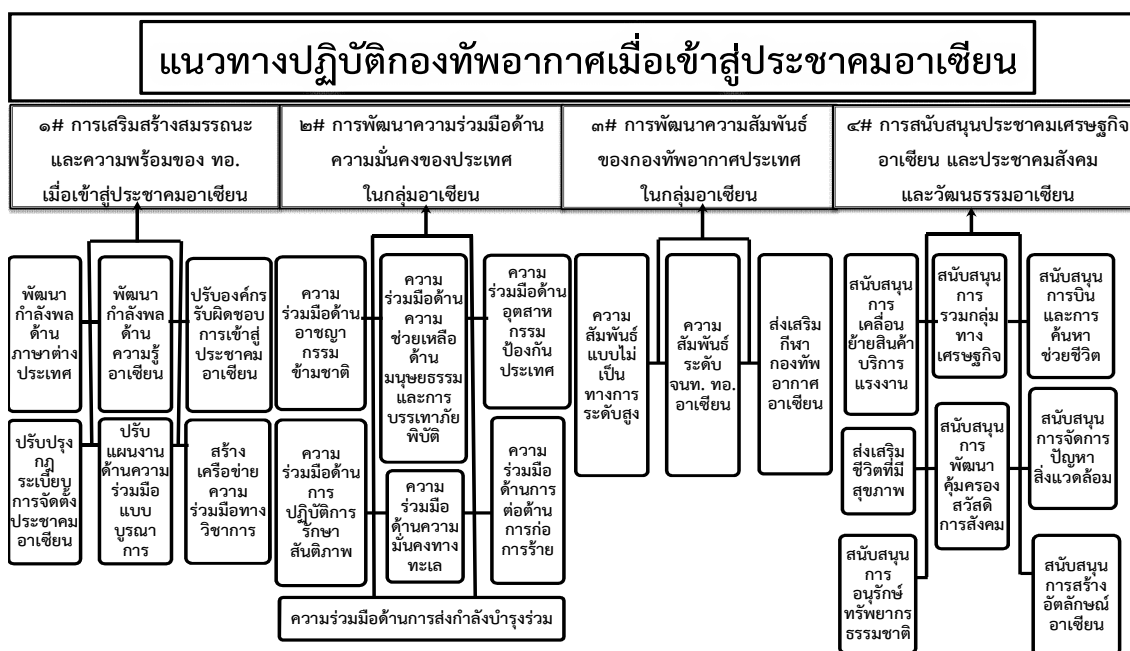 แนวทางปฏิบัติกองทัพอากาศเมื่อเข้าสู่ประชาคมอาเซียน
๑# การเสริมสร้างสมรรถนะ
และความพร้อมของ ทอ.
เมื่อเข้าสู่ประชาคมอาเซียน
๒# การพัฒนาความร่วมมือด้าน
ความมั่นคงของประเทศ
ในกลุ่มอาเซียน
๓# การพัฒนาความสัมพันธ์
ของกองทัพอากาศประเทศ
ในกลุ่มอาเซียน
๔# การสนับสนุนประชาคมเศรษฐกิจ
อาเซียน และประชาคมสังคม
และวัฒนธรรมอาเซียน
พัฒนา
กำลังพล
ด้าน
ภาษาต่าง
ประเทศ
พัฒนา
กำลังพล
ด้าน
ความรู้
อาเซียน
ปรับองค์กร
รับผิดชอบ
การเข้าสู่
ประชาคม
อาเซียน
ปรับปรุง
กฎ
ระเบียบ
การจัดตั้ง
ประชาคม
อาเซียน
ปรับ
แผนงาน
ด้านความ
ร่วมมือ
แบบ
บูรณา
การ
สร้าง
เครือข่าย
ความ
ร่วมมือทาง
วิชาการ
ความ
ร่วมมือด้าน
อาชญา
กรรม
ข้ามชาติ
ความ
ร่วมมือด้าน
ความ
ช่วยเหลือ
ด้าน
มนุษยธรรม
และการ
บรรเทาภัย
พิบัติ
ความ
ร่วมมือด้าน
อุตสาห
กรรม
ป้องกัน
ประเทศ
ความ
ร่วมมือด้าน
การ
ปฏิบัติการ
รักษา
สันติภาพ
ความ
ร่วมมือ
ด้านความ
มั่นคงทาง
ทะเล
ความ
ร่วมมือ
ด้านการ
ต่อต้าน
การก่อ
การร้าย
ความร่วมมือด้านการส่งกำลังบำรุงร่วม
ความ
สัมพันธ์
แบบไม่
เป็น
ทางการ
ระดับสูง
ความ
สัมพันธ์
ระดับ
จนท. ทอ.
อาเซียน
ส่งเสริม
กีฬา
กองทัพ
อากาศ
อาเซียน
สนับสนุน
การ
เคลื่อน
ย้ายสินค้า
บริการ
แรงงาน
สนับสนุน
การ
รวมกลุ่ม
ทาง
เศรษฐกิจ
สนับสนุน
การบิน
และการ
ค้นหา
ช่วยชีวิต
ส่งเสริม
ชีวิตที่มี
สุขภาพ
สนับสนุน
การ
พัฒนา
คุ้มครอง
สวัสดิ
การสังคม
สนับสนุน
การจัดการ
ปัญหา
สิ่งแวดล้อม
สนับสนุน
การ
อนุรักษ์
ทรัพยากร
ธรรมชาติ
สนับสนุน
การสร้าง
อัตลักษณ์
อาเซียน